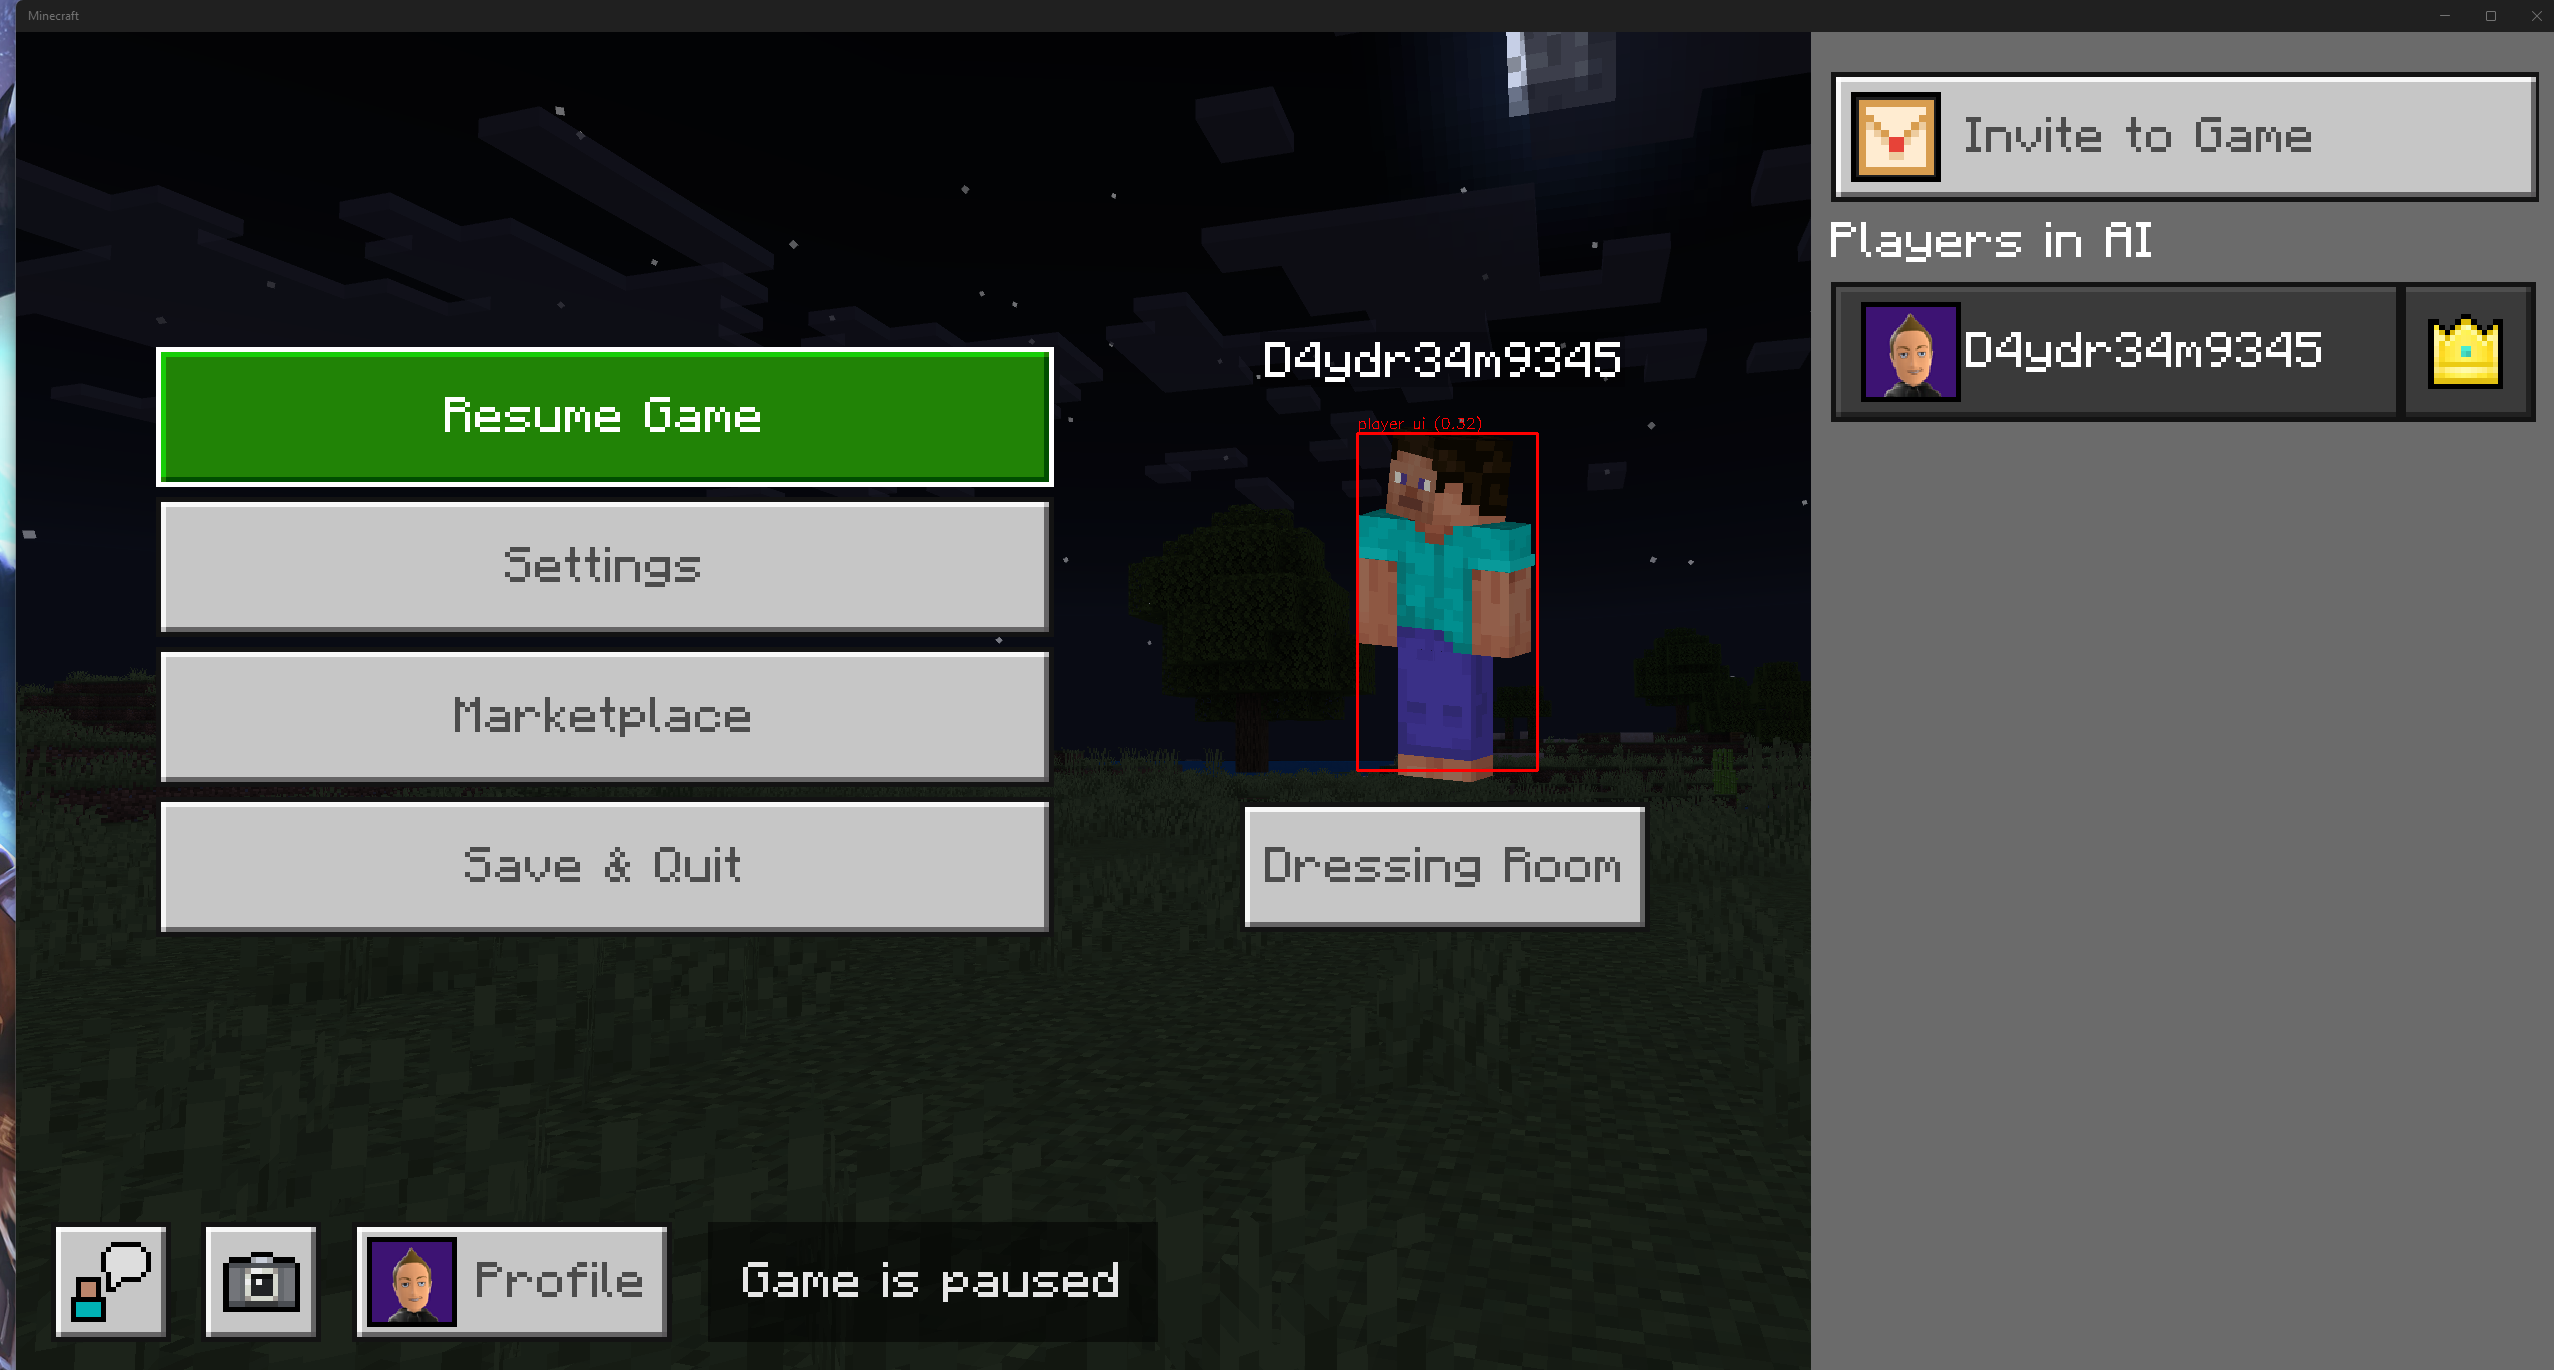 Minecraft
Invite to Game
Players in AI
D4ydr34m9345
D4ydr34m9345
player ui (0.32)
Resume Game
Settings
Marketplace
Save & Quit
Dressing Room
Profile
Game is paused